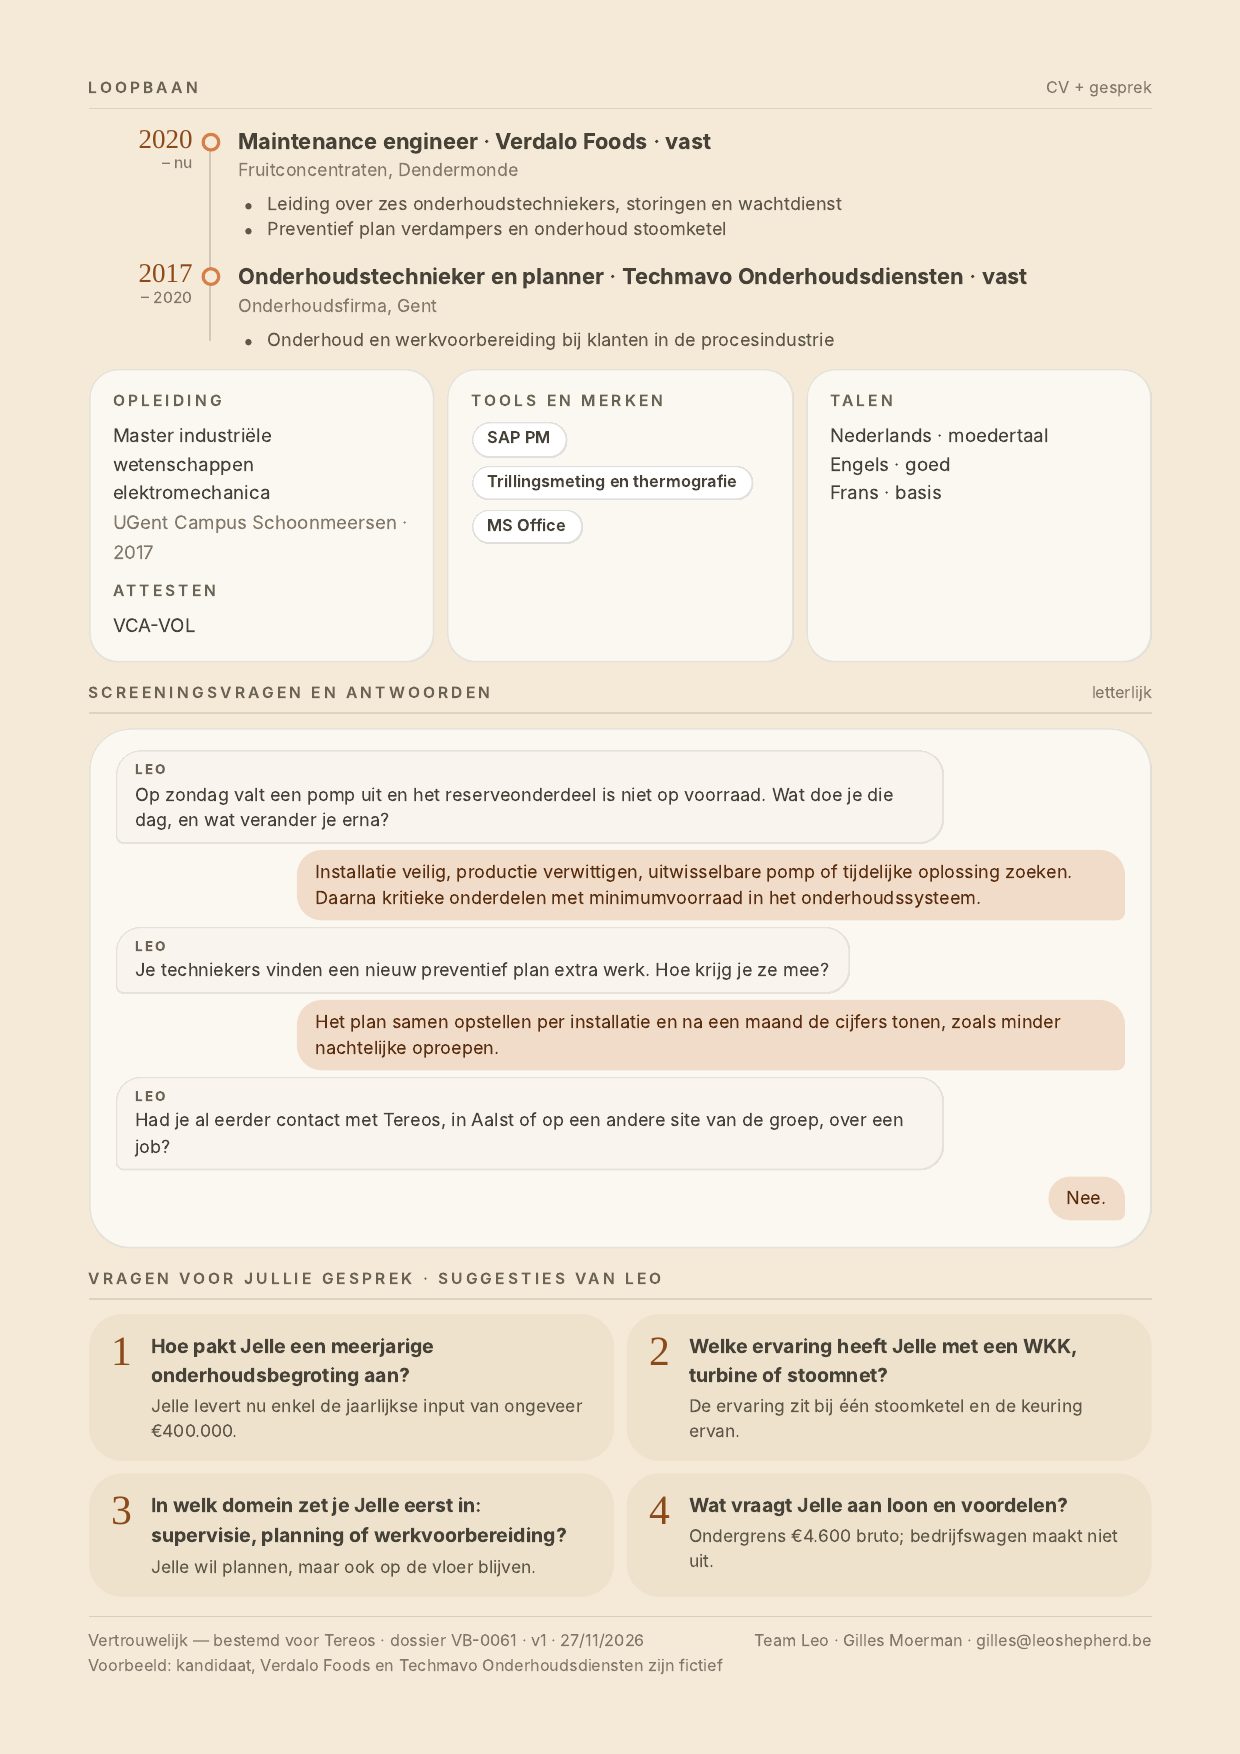 LOOPBAAN
CV + gesprek
2020
– nu
Maintenance engineer · Verdalo Foods · vast
Fruitconcentraten, Dendermonde
• Leiding over zes onderhoudstechniekers, storingen en wachtdienst
• Preventief plan verdampers en onderhoud stoomketel
2017
– 2020
Onderhoudstechnieker en planner · Techmavo Onderhoudsdiensten · vast
Onderhoudsfirma, Gent
• Onderhoud en werkvoorbereiding bij klanten in de procesindustrie
OPLEIDING
Master industriële
wetenschappen
elektromechanica
UGent Campus Schoonmeersen ·
2017
ATTESTEN
VCA-VOL
TOOLS EN MERKEN
SAP PM
Trillingsmeting en thermografie
MS Office
TALEN
Nederlands · moedertaal
Engels · goed
Frans · basis
SCREENINGSVRAGEN EN ANTWOORDEN
letterlijk
LEO
Op zondag valt een pomp uit en het reserveonderdeel is niet op voorraad. Wat doe je die
dag, en wat verander je erna?
Installatie veilig, productie verwittigen, uitwisselbare pomp of tijdelijke oplossing zoeken.
Daarna kritieke onderdelen met minimumvoorraad in het onderhoudssysteem.
LEO
Je techniekers vinden een nieuw preventief plan extra werk. Hoe krijg je ze mee?
Het plan samen opstellen per installatie en na een maand de cijfers tonen, zoals minder
nachtelijke oproepen.
LEO
Had je al eerder contact met Tereos, in Aalst of op een andere site van de groep, over een
job?
Nee.
VRAGEN VOOR JULLIE GESPREK · SUGGESTIES VAN LEO
1
Hoe pakt Jelle een meerjarige
onderhoudsbegroting aan?
Jelle levert nu enkel de jaarlijkse input van ongeveer
€400.000.
2
Welke ervaring heeft Jelle met een WKK,
turbine of stoomnet?
De ervaring zit bij één stoomketel en de keuring
ervan.
3
In welk domein zet je Jelle eerst in:
supervisie, planning of werkvoorbereiding?
Jelle wil plannen, maar ook op de vloer blijven.
4
Wat vraagt Jelle aan loon en voordelen?
Ondergrens €4.600 bruto; bedrijfswagen maakt niet
uit.
Vertrouwelijk — bestemd voor Tereos · dossier VB-0061 · v1 · 27/11/2026
Team Leo · Gilles Moerman · gilles@leoshepherd.be
Voorbeeld: kandidaat, Verdalo Foods en Techmavo Onderhoudsdiensten zijn fictief